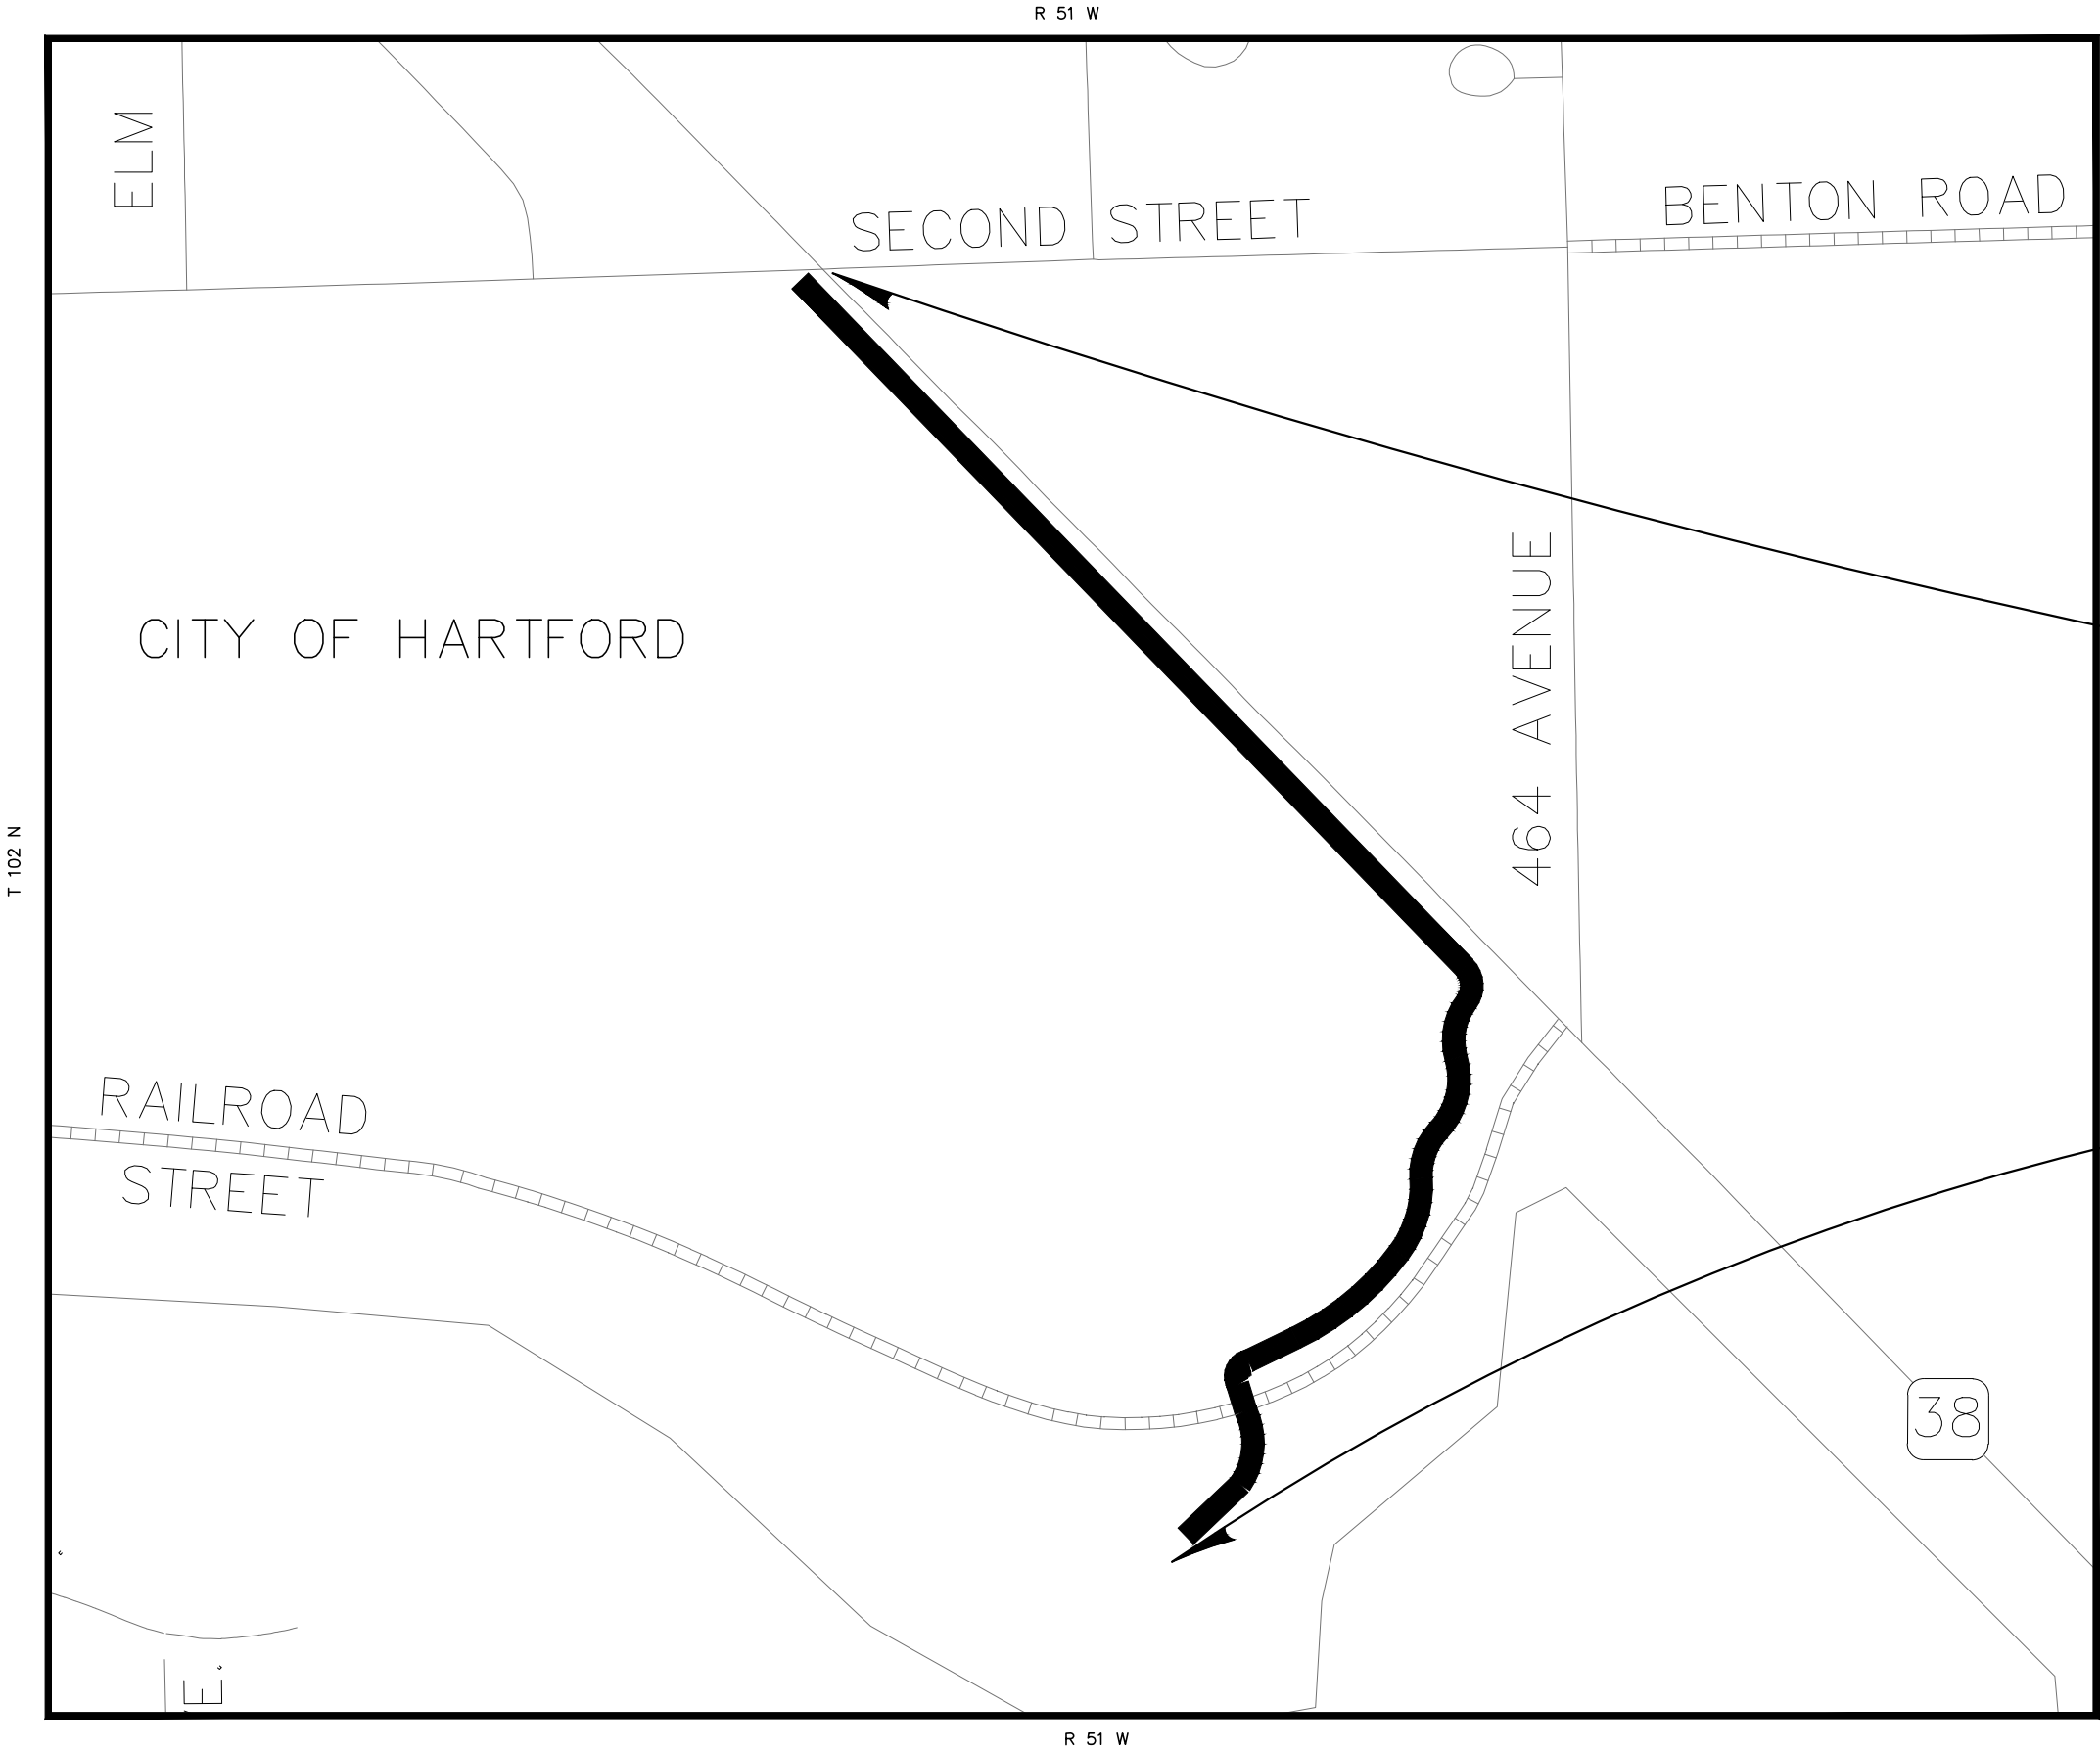 R 51 W
ELM
SECOND STREET
BENTON ROAD
CITY OF HARTFORD
464 AVENUE
T 102 N
RAILROAD
STREET
38
E.
R 51 W